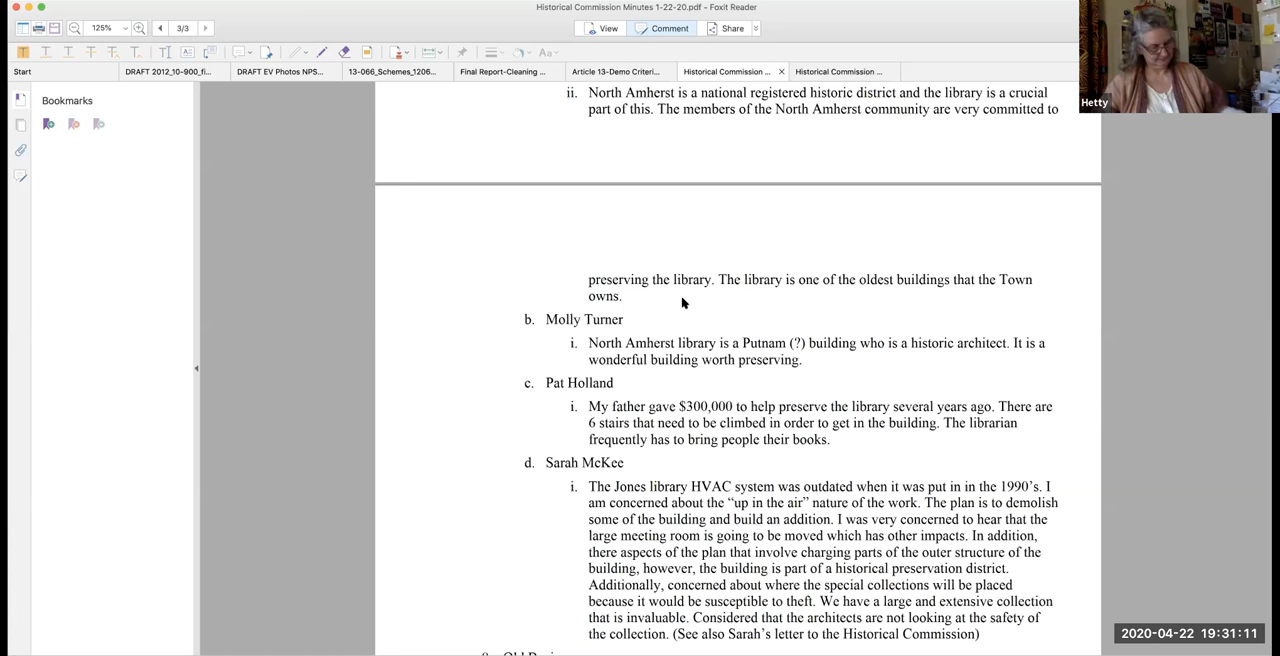 Historical Commission Minutes 1-22-20.pdf - Foxit Reader
125%
3/3
View
Comment
Share
Start
DRAFT 2012_10-900_fi...
DRAFT EV Photos NPS...
13-066_Schemes_1206...
Final Report-Cleaning ...
Article 13-Demo Criteri...
Historical Commission ...
Historical Commission ...
Bookmarks
Hetty
ii. North Amherst is a national registered historic district and the library is a crucial
part of this. The members of the North Amherst community are very committed to
preserving the library. The library is one of the oldest buildings that the Town
owns.
b. Molly Turner
i. North Amherst library is a Putnam (?) building who is a historic architect. It is a
wonderful building worth preserving.
c. Pat Holland
i. My father gave $300,000 to help preserve the library several years ago. There are
6 stairs that need to be climbed in order to get in the building. The librarian
frequently has to bring people their books.
d. Sarah McKee
i. The Jones library HVAC system was outdated when it was put in in the 1990’s. I
am concerned about the “up in the air” nature of the work. The plan is to demolish
some of the building and build an addition. I was very concerned to hear that the
large meeting room is going to be moved which has other impacts. In addition,
there aspects of the plan that involve charging parts of the outer structure of the
building, however, the building is part of a historical preservation district.
Additionally, concerned about where the special collections will be placed
because it would be susceptible to theft. We have a large and extensive collection
that is invaluable. Considered that the architects are not looking at the safety of
the collection. (See also Sarah’s letter to the Historical Commission)
2020-04-22 19:31:11